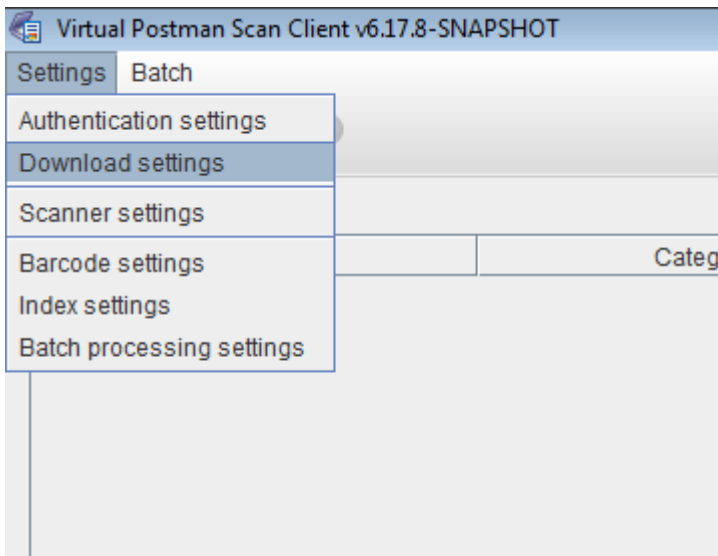 Virtual Postman Scan Client v6.17.8-SNAPSHOT
Settings Batch
Authentication settings
Download settings
Scanner settings
Barcode settings
Index settings
Batch processing settings
Categ